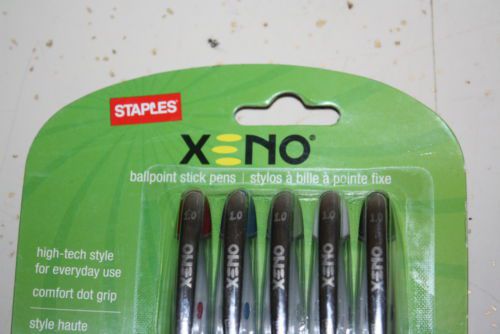 STAPLES
XENO®
ballpoint stick pens | stylos à bille à pointe fixe
1.0 1.0 1.0 1.0 1.0
XENO XENO XENO XENO XENO
high-tech style
for everyday use
comfort dot grip
style haute